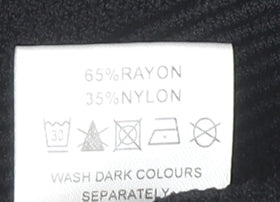 65%RAYON
35%NYLON
30
WASH DARK COLOURS
SEPARATELY